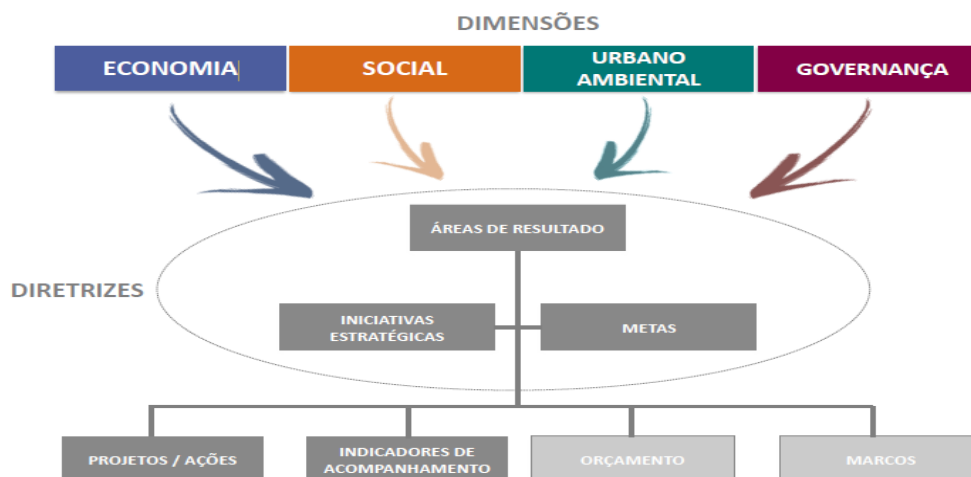 DIMENSÕES
ECONOMIA
SOCIAL
URBANO
AMBIENTAL
GOVERNANÇA
ÁREAS DE RESULTADO
DIRETRIZES
INICIATIVAS
ESTRATÉGICAS
METAS
PROJETOS / AÇÕES
INDICADORES DE
ACOMPANHAMENTO
ORÇAMENTO
MARCOS